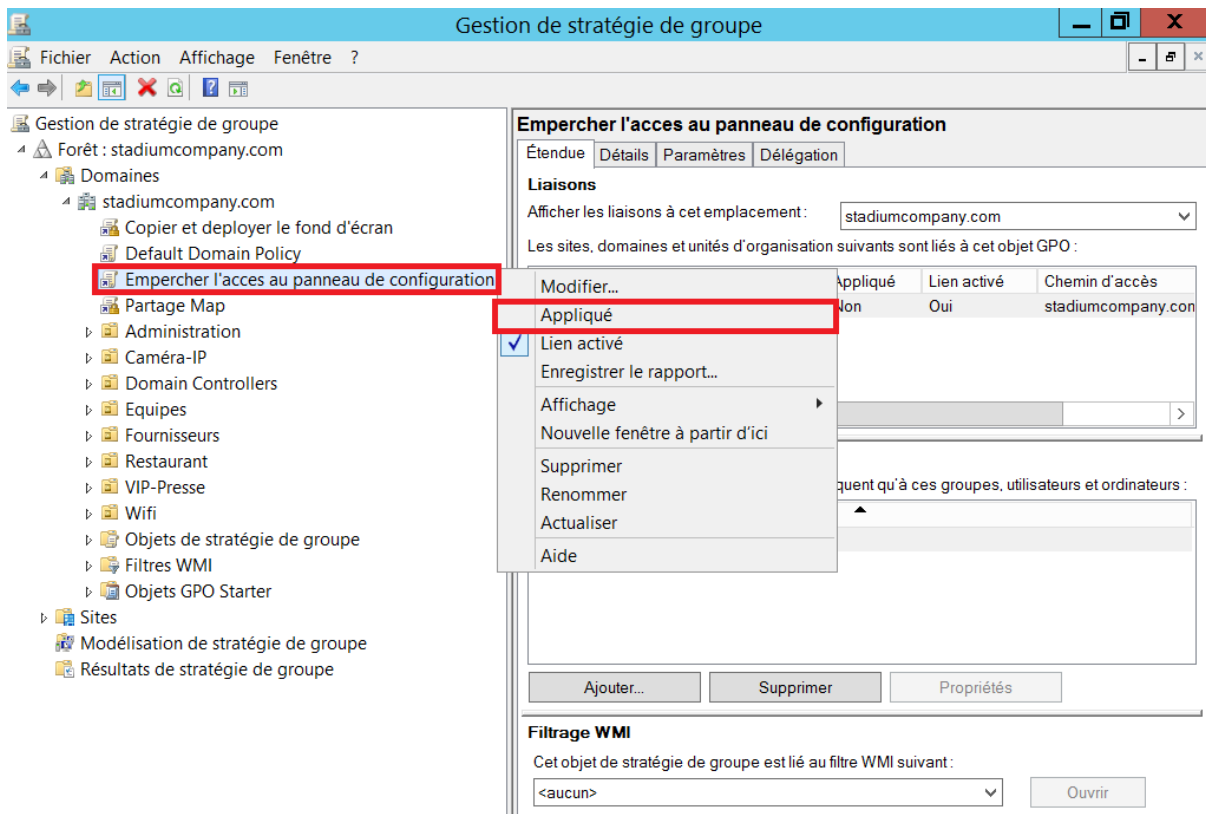 Gestion de stratégie de groupe
Fichier Action Affichage Fenêtre ?
Gestion de stratégie de groupe
Forêt : stadiumcompany.com
Domaines
stadiumcompany.com
Copier et deployer le fond d'écran
Default Domain Policy
Empercher l'acces au panneau de configuration
Partage Map
Administration
Caméra-IP
Domain Controllers
Equipes
Fournisseurs
Restaurant
VIP-Presse
Wifi
Objets de stratégie de groupe
Filtres WMI
Objets GPO Starter
Sites
Modélisation de stratégie de groupe
Résultats de stratégie de groupe
Modifier...
Appliqué
Lien activé
Enregistrer le rapport...
Affichage
Nouvelle fenêtre à partir d'ici
Supprimer
Renommer
Actualiser
Aide
Empercher l'acces au panneau de configuration
Étendue Détails Paramètres Délégation
Liaisons
Afficher les liaisons à cet emplacement : stadiumcompany.com
Les sites, domaines et unités d'organisation suivants sont liés à cet objet GPO :
Appliqué Lien activé Chemin d'accès
Non Oui stadiumcompany.con
quent qu'à ces groupes, utilisateurs et ordinateurs :
Ajouter... Supprimer Propriétés
Filtrage WMI
Cet objet de stratégie de groupe est lié au filtre WMI suivant :
<aucun> Ouvrir